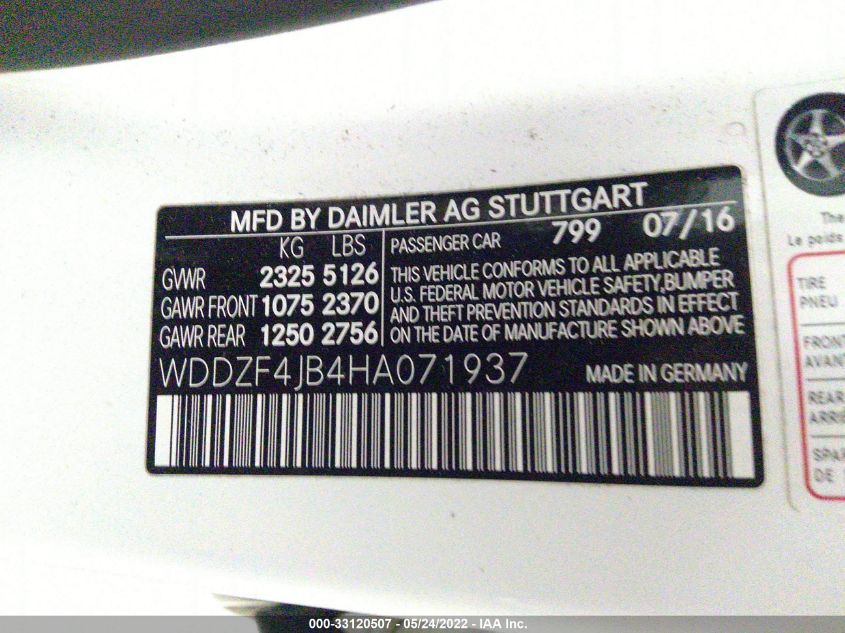 MFD BY DAIMLER AG STUTTGART
KG LBS
GVWR 2325 5126
GAWR FRONT 1075 2370
GAWR REAR 1250 2756
PASSENGER CAR 799 07/16
THIS VEHICLE CONFORMS TO ALL APPLICABLE
U.S. FEDERAL MOTOR VEHICLE SAFETY,BUMPER
AND THEFT PREVENTION STANDARDS IN EFFECT
ON THE DATE OF MANUFACTURE SHOWN ABOVE
WDDZF4JB4HA071937 MADE IN GERMANY
The
Le poids
TIRE
PNEU
FRONT
AVANT
REAR
DE
000-33120507 - 05/24/2022 - IAA Inc.